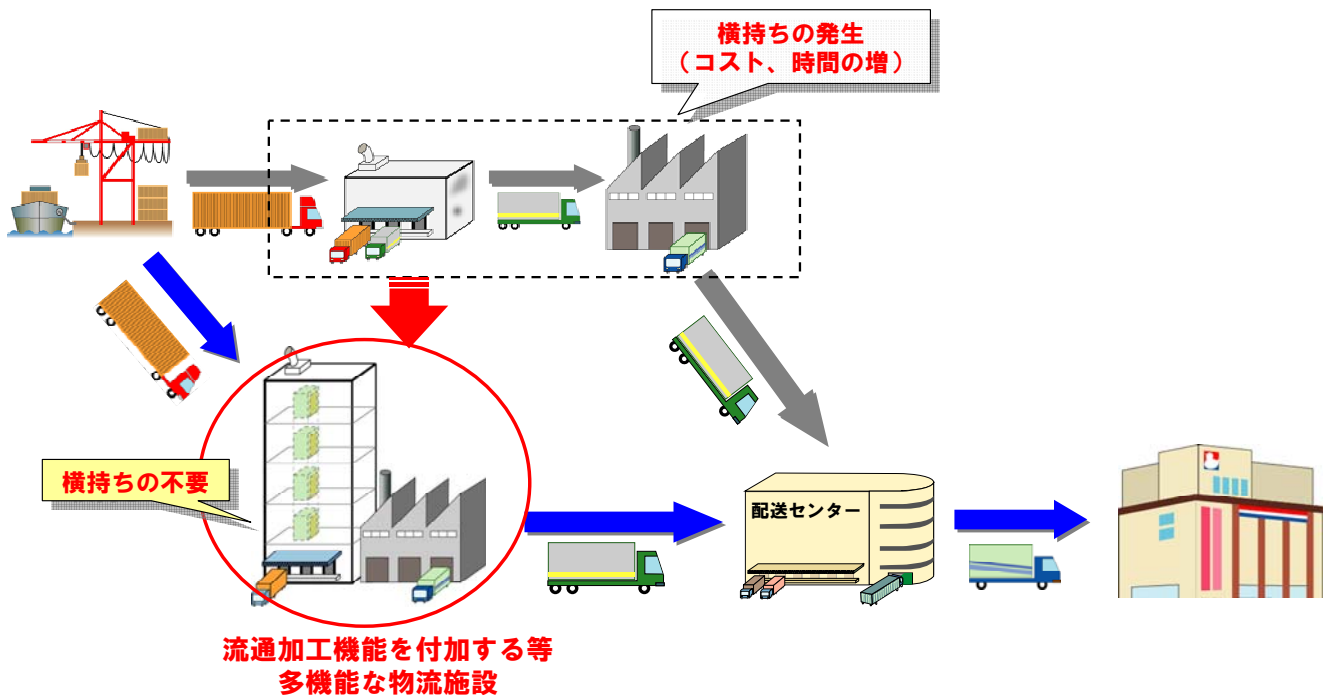 横持ちの発生
（コスト、時間の増）
横持ちの不要
配送センター
流通加工機能を付加する等
多機能な物流施設